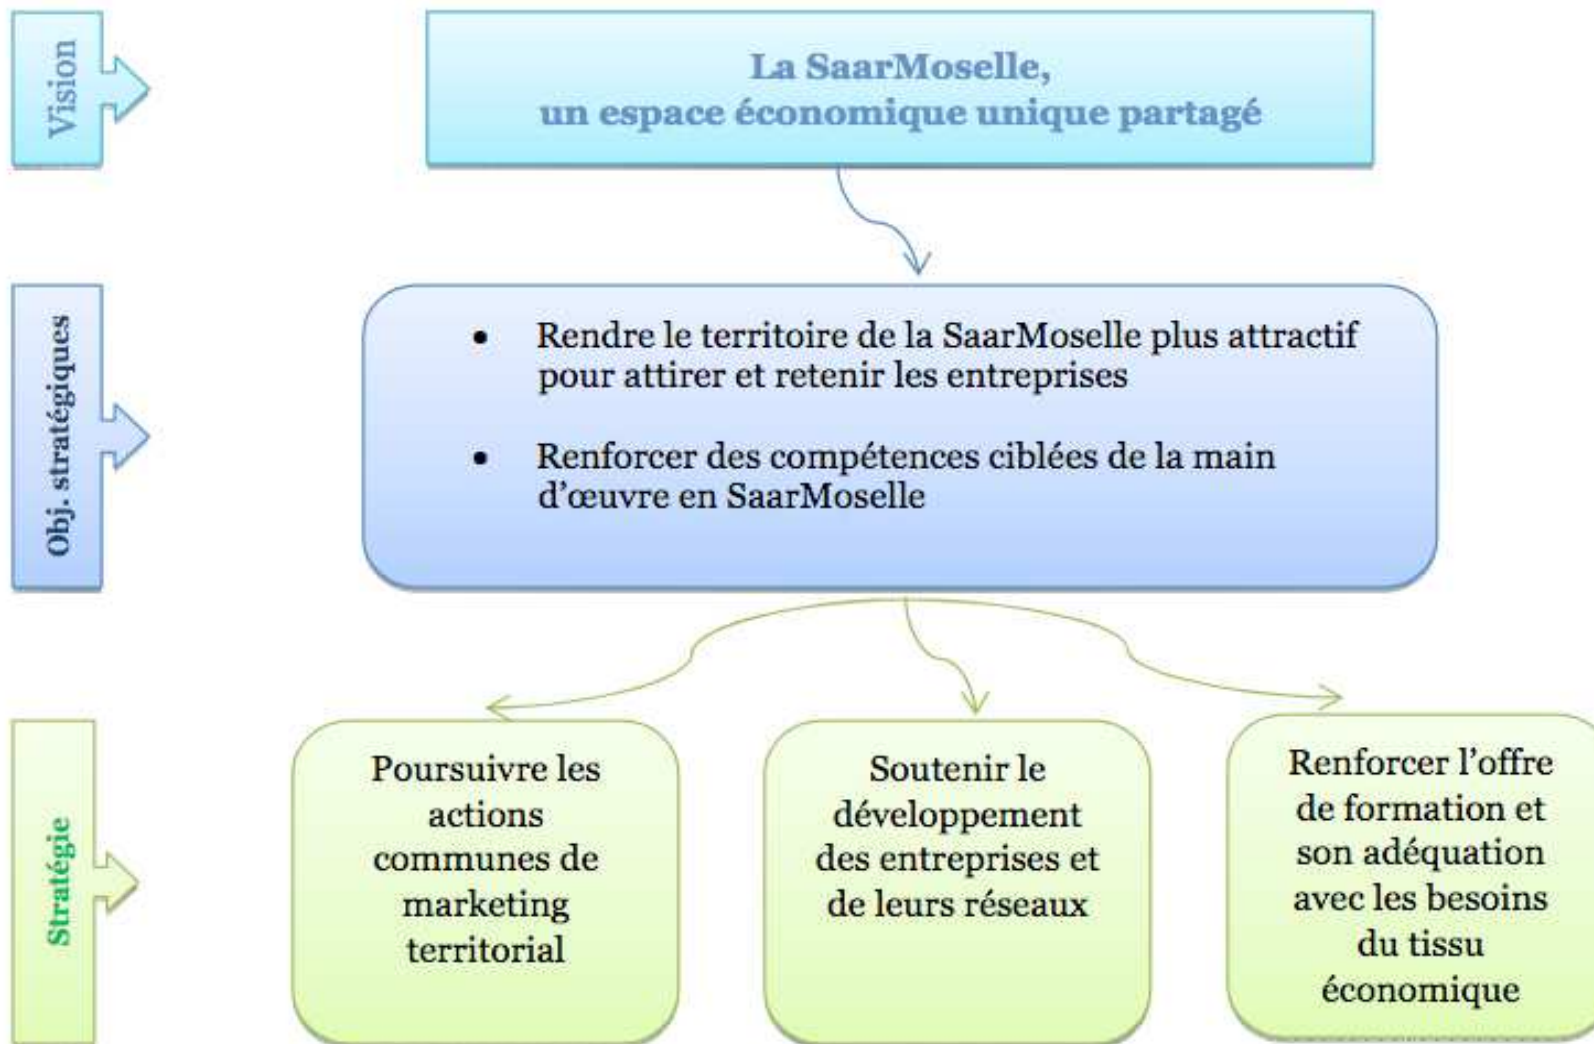 Vision
La SaarMoselle,
un espace économique unique partagé
Obj. stratégiques
• Rendre le territoire de la SaarMoselle plus attractif
pour attirer et retenir les entreprises
• Renforcer des compétences ciblées de la main
d’œuvre en SaarMoselle
Stratégie
Poursuivre les
actions
communes de
marketing
territorial
Soutenir le
développement
des entreprises et
de leurs réseaux
Renforcer l’offre
de formation et
son adéquation
avec les besoins
du tissu
économique